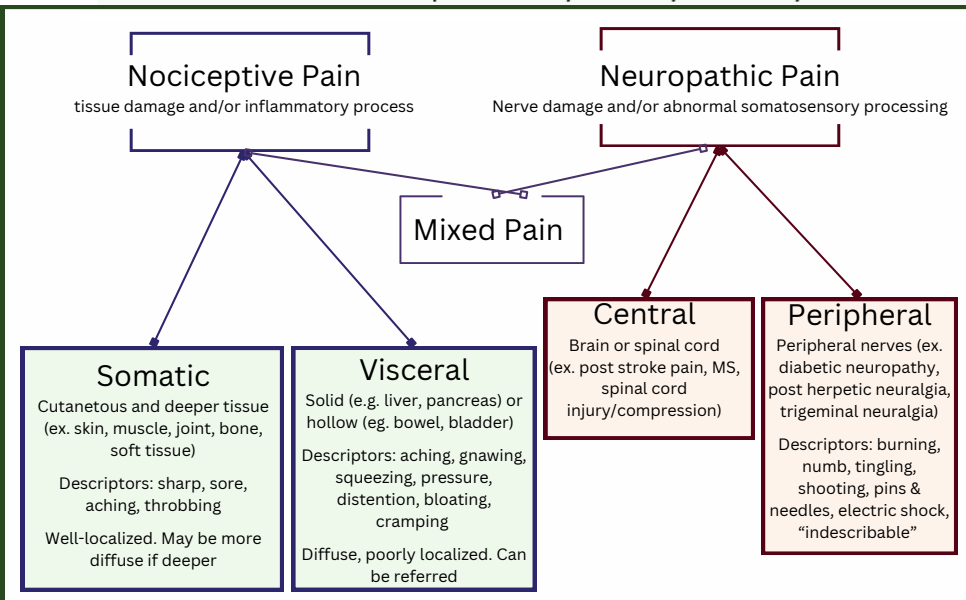 Nociceptive Pain
tissue damage and/or inflammatory process
Neuropathic Pain
Nerve damage and/or abnormal somatosensory processing
Mixed Pain
Somatic
Cutanetous and deeper tissue
(ex. skin, muscle, joint, bone,
soft tissue)
Descriptors: sharp, sore,
aching, throbbing
Well-localized. May be more
diffuse if deeper
Visceral
Solid (e.g. liver, pancreas) or
hollow (eg. bowel, bladder)
Descriptors: aching, gnawing,
squeezing, pressure,
distention, bloating,
cramping
Diffuse, poorly localized. Can
be referred
Central
Brain or spinal cord
(ex. post stroke pain, MS,
spinal cord
injury/compression)
Peripheral
Peripheral nerves (ex.
diabetic neuropathy,
post herpetic neuralgia,
trigeminal neuralgia)
Descriptors: burning,
numb, tingling,
shooting, pins &
needles, electric shock,
“indescribable”